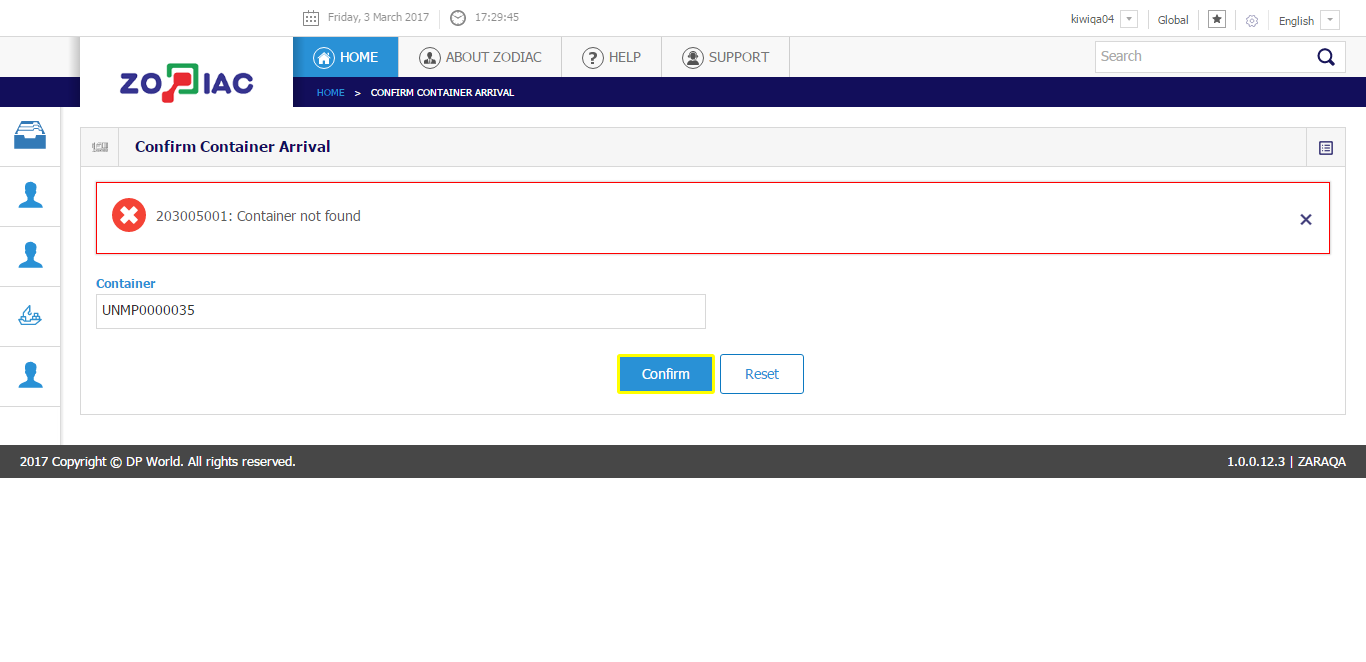 Friday, 3 March 2017 17:29:45 kiwiqa04 Global English
ZODIAC
HOME ABOUT ZODIAC ? HELP SUPPORT Search
HOME > CONFIRM CONTAINER ARRIVAL
Confirm Container Arrival
203005001: Container not found
Container
UNMP0000035
Confirm Reset
2017 Copyright © DP World. All rights reserved. 1.0.0.12.3 | ZARAQA